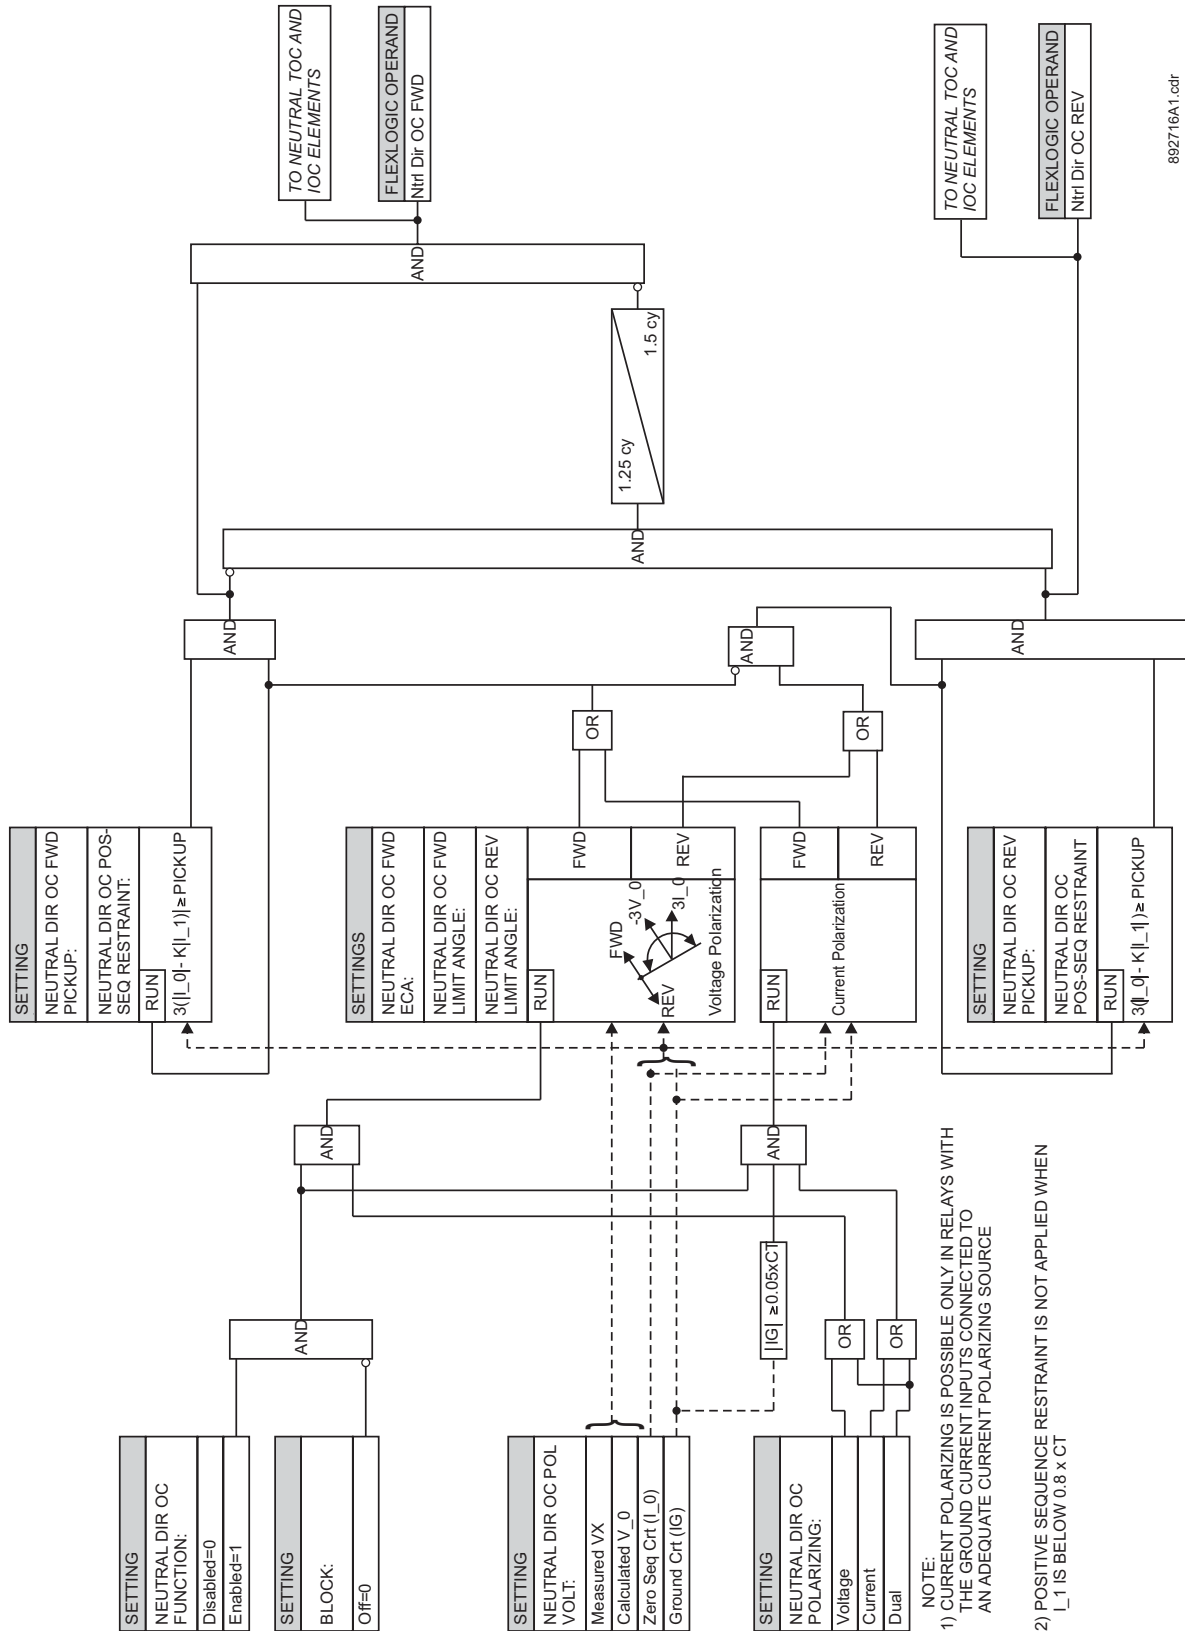 SETTING
NEUTRAL DIR OC
FUNCTION:
Disabled=0
Enabled=1
SETTING
BLOCK:
Off=0
SETTING
NEUTRAL DIR OC POL
VOLT:
Measured VX
Calculated V_0
Zero Seq Crt (I_0)
Ground Crt (IG)
SETTING
NEUTRAL DIR OC
POLARIZING:
Voltage
Current
Dual
NOTE:
1) CURRENT POLARIZING IS POSSIBLE ONLY IN RELAYS WITH
THE GROUND CURRENT INPUTS CONNECTED TO
AN ADEQUATE CURRENT POLARIZING SOURCE
2) POSITIVE SEQUENCE RESTRAINT IS NOT APPLIED WHEN
I_1 IS BELOW 0.8 x CT
AND
|IG| ≥0.05xCT
OR
OR
AND
AND
SETTING
NEUTRAL DIR OC FWD
PICKUP:
NEUTRAL DIR OC POS-
SEQ RESTRAINT:
RUN
3(|I_0|- K|I_1)| ≥ PICKUP
SETTINGS
NEUTRAL DIR OC FWD
ECA:
NEUTRAL DIR OC FWD
LIMIT ANGLE:
NEUTRAL DIR OC REV
LIMIT ANGLE:
RUN
FWD
FWD
-3V_0
REV
3I_0
REV
Voltage Polarization
RUN
FWD
Current Polarization
REV
SETTING
NEUTRAL DIR OC REV
PICKUP:
NEUTRAL DIR OC
POS-SEQ RESTRAINT
RUN
3(|I_0|- K|I_1|) ≥ PICKUP
OR
OR
AND
AND
AND
AND
1.25 cy
1.5 cy
AND
TO NEUTRAL TOC AND
IOC ELEMENTS
FLEXLOGIC OPERAND
Ntrl Dir OC FWD
TO NEUTRAL TOC AND
IOC ELEMENTS
FLEXLOGIC OPERAND
Ntrl Dir OC REV
892716A1.cdr